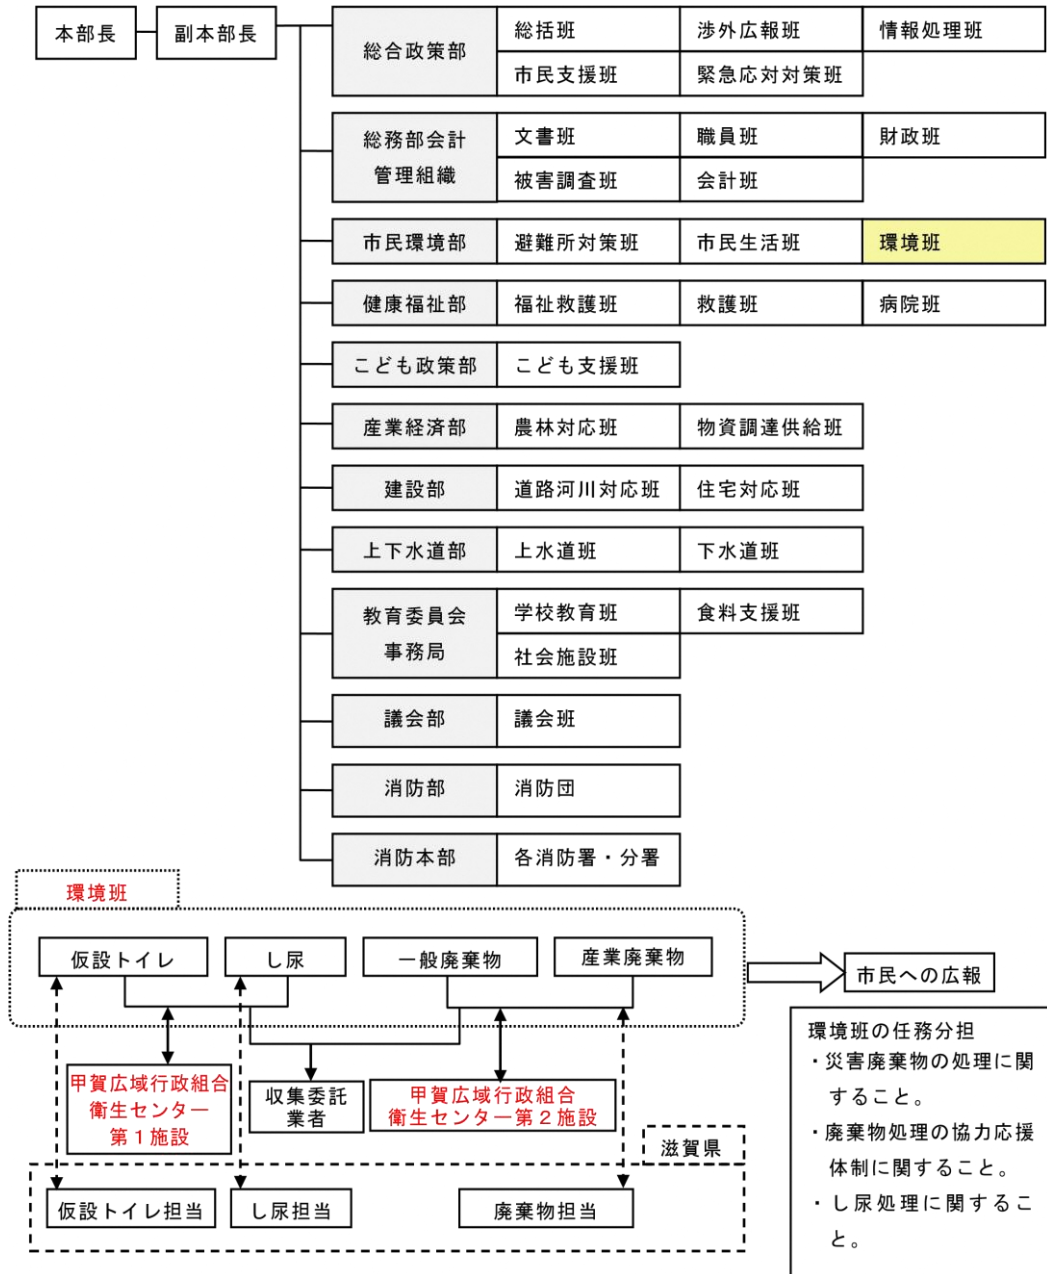 本部長 副本部長
総合政策部 総括班 渉外広報班 情報処理班
市民支援班 緊急応対対策班
総務部会計
管理組織
文書班 職員班 財政班
被害調査班 会計班
市民環境部 避難所対策班 市民生活班 環境班
健康福祉部 福祉救護班 救護班 病院班
こども政策部 こども支援班
産業経済部 農林対応班 物資調達供給班
建設部 道路河川対応班 住宅対応班
上下水道部 上水道班 下水道班
教育委員会
事務局
学校教育班 食料支援班
社会施設班
議会部 議会班
消防部 消防団
消防本部 各消防署・分署
環境班
仮設トイレ し尿 一般廃棄物 産業廃棄物
市民への広報
甲賀広域行政組合
衛生センター
第1施設
収集委託
業者
甲賀広域行政組合
衛生センター第2施設
滋賀県
仮設トイレ担当 し尿担当 廃棄物担当
環境班の任務分担
・災害廃棄物の処理に関
すること。
・廃棄物処理の協力応援
体制に関すること。
・し尿処理に関するこ
と。